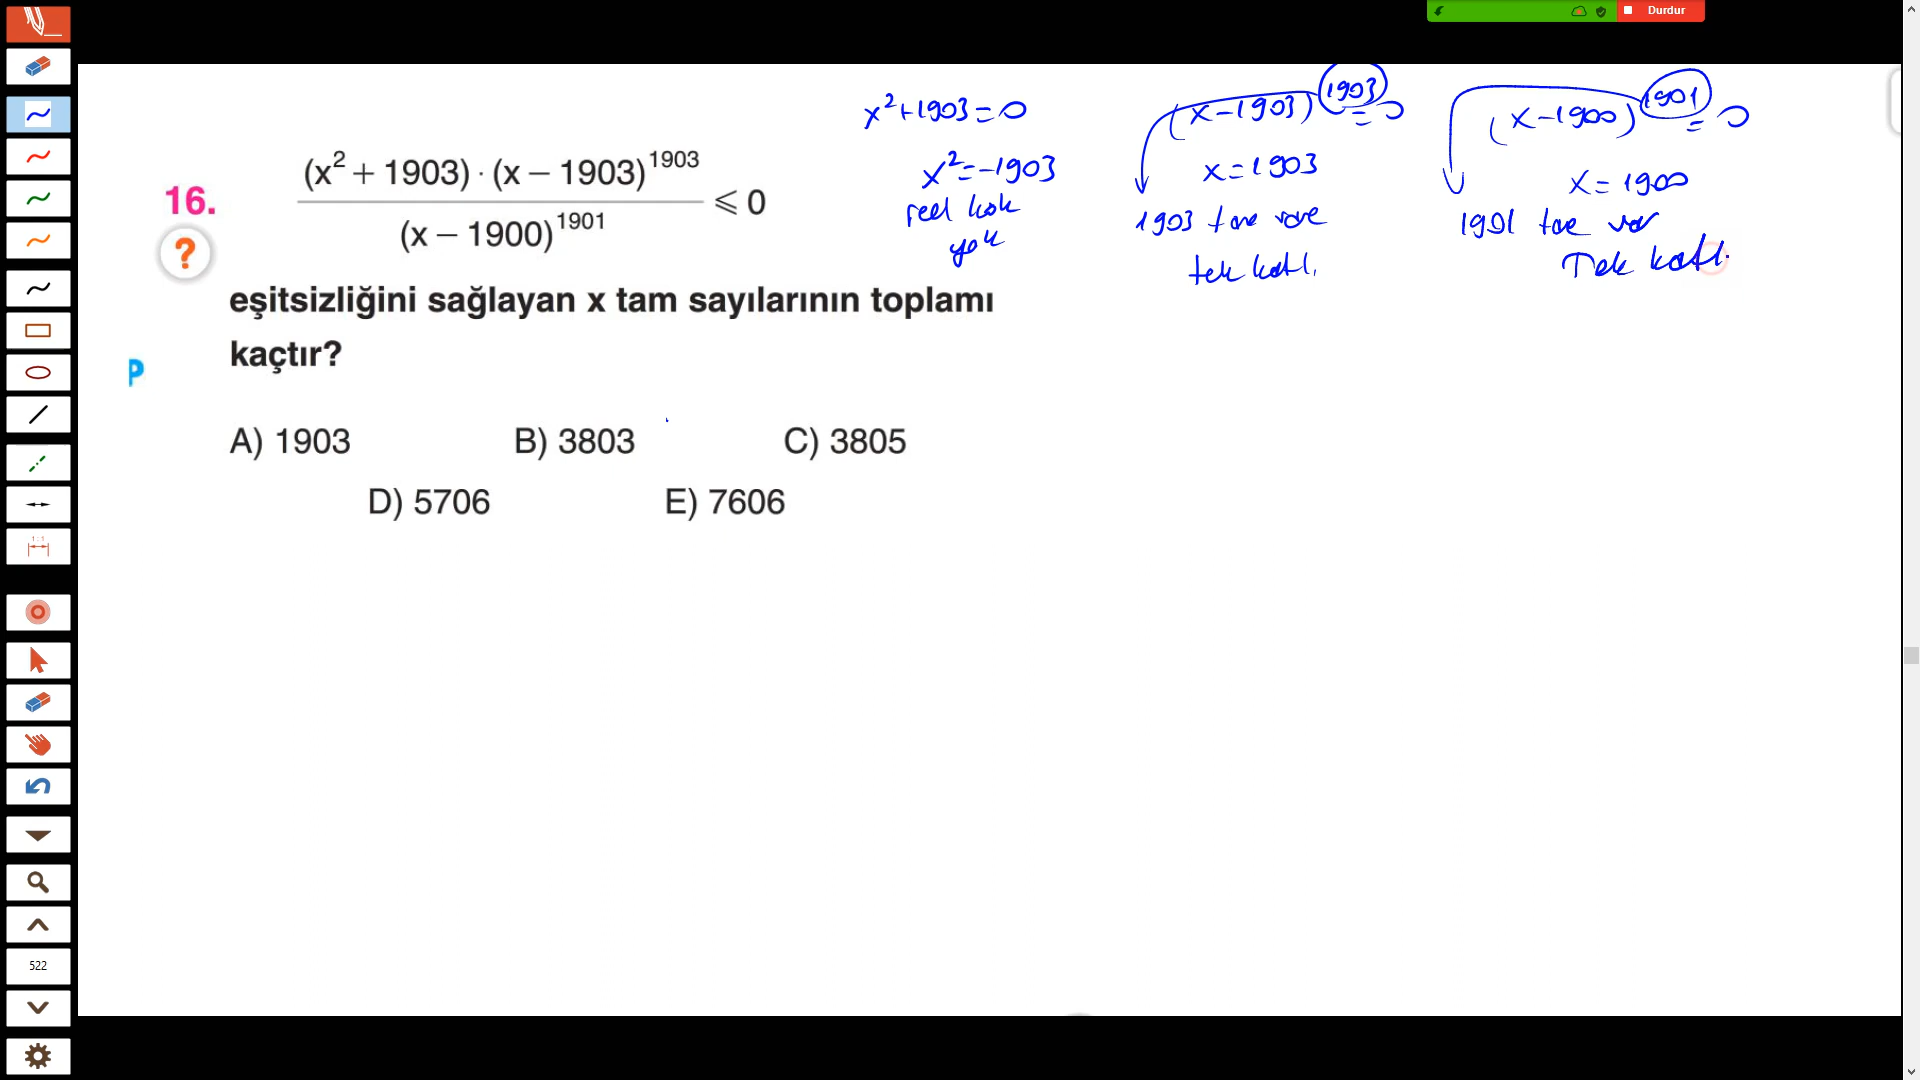 Durdur
16. (x² + 1903) · (x − 1903)¹⁹⁰³
(x − 1900)¹⁹⁰¹
⩽ 0
?
eşitsizliğini sağlayan x tam sayılarının toplamı
kaçtır?
P
A) 1903 B) 3803 C) 3805
D) 5706 E) 7606
x²+1903=0
x²=-1903
reel kök
yok
(x-1903)¹⁹⁰³=0
x=1903
1903 tane
tek katlı
(x-1900)¹⁹⁰¹=0
x=1900
1901 tane var
Tek katlı
1:1
522